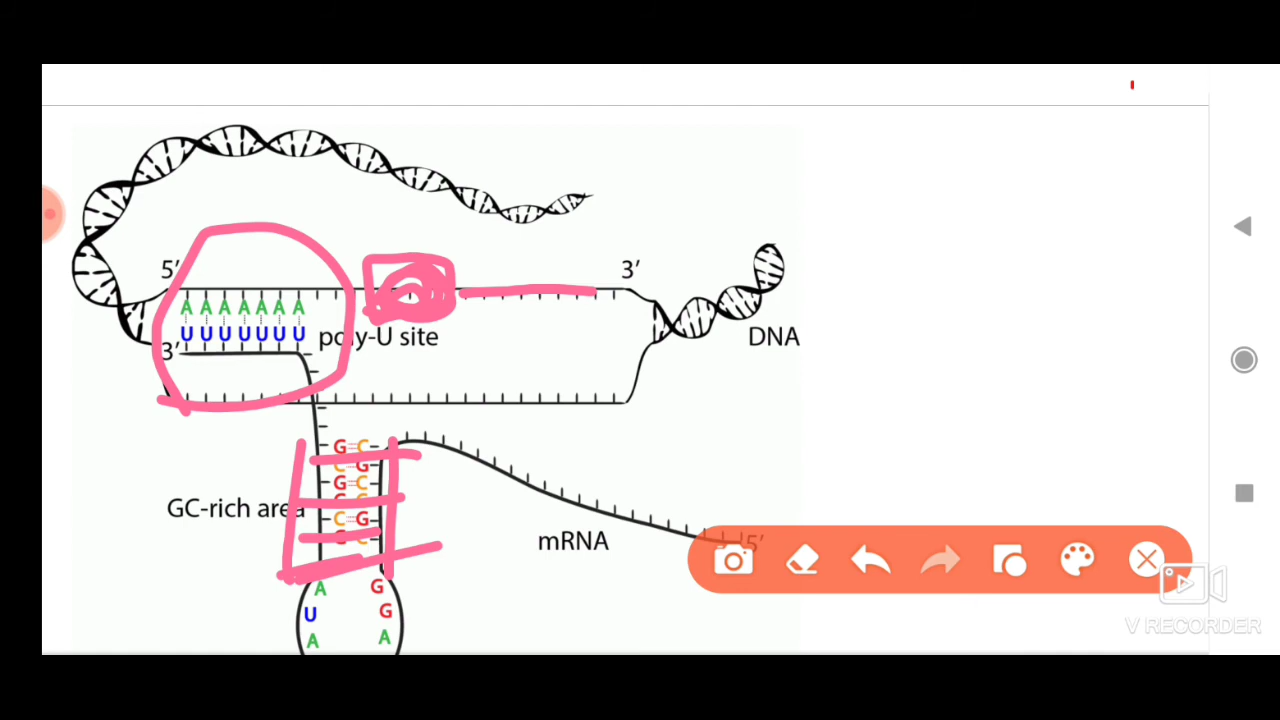 5’
3’
A A A A A A A
U U U U U U U
poly-U site
3’
DNA
G C
C G
G C
GC-rich area
C G
mRNA
5’
A G
U G
A A
V RECORDER